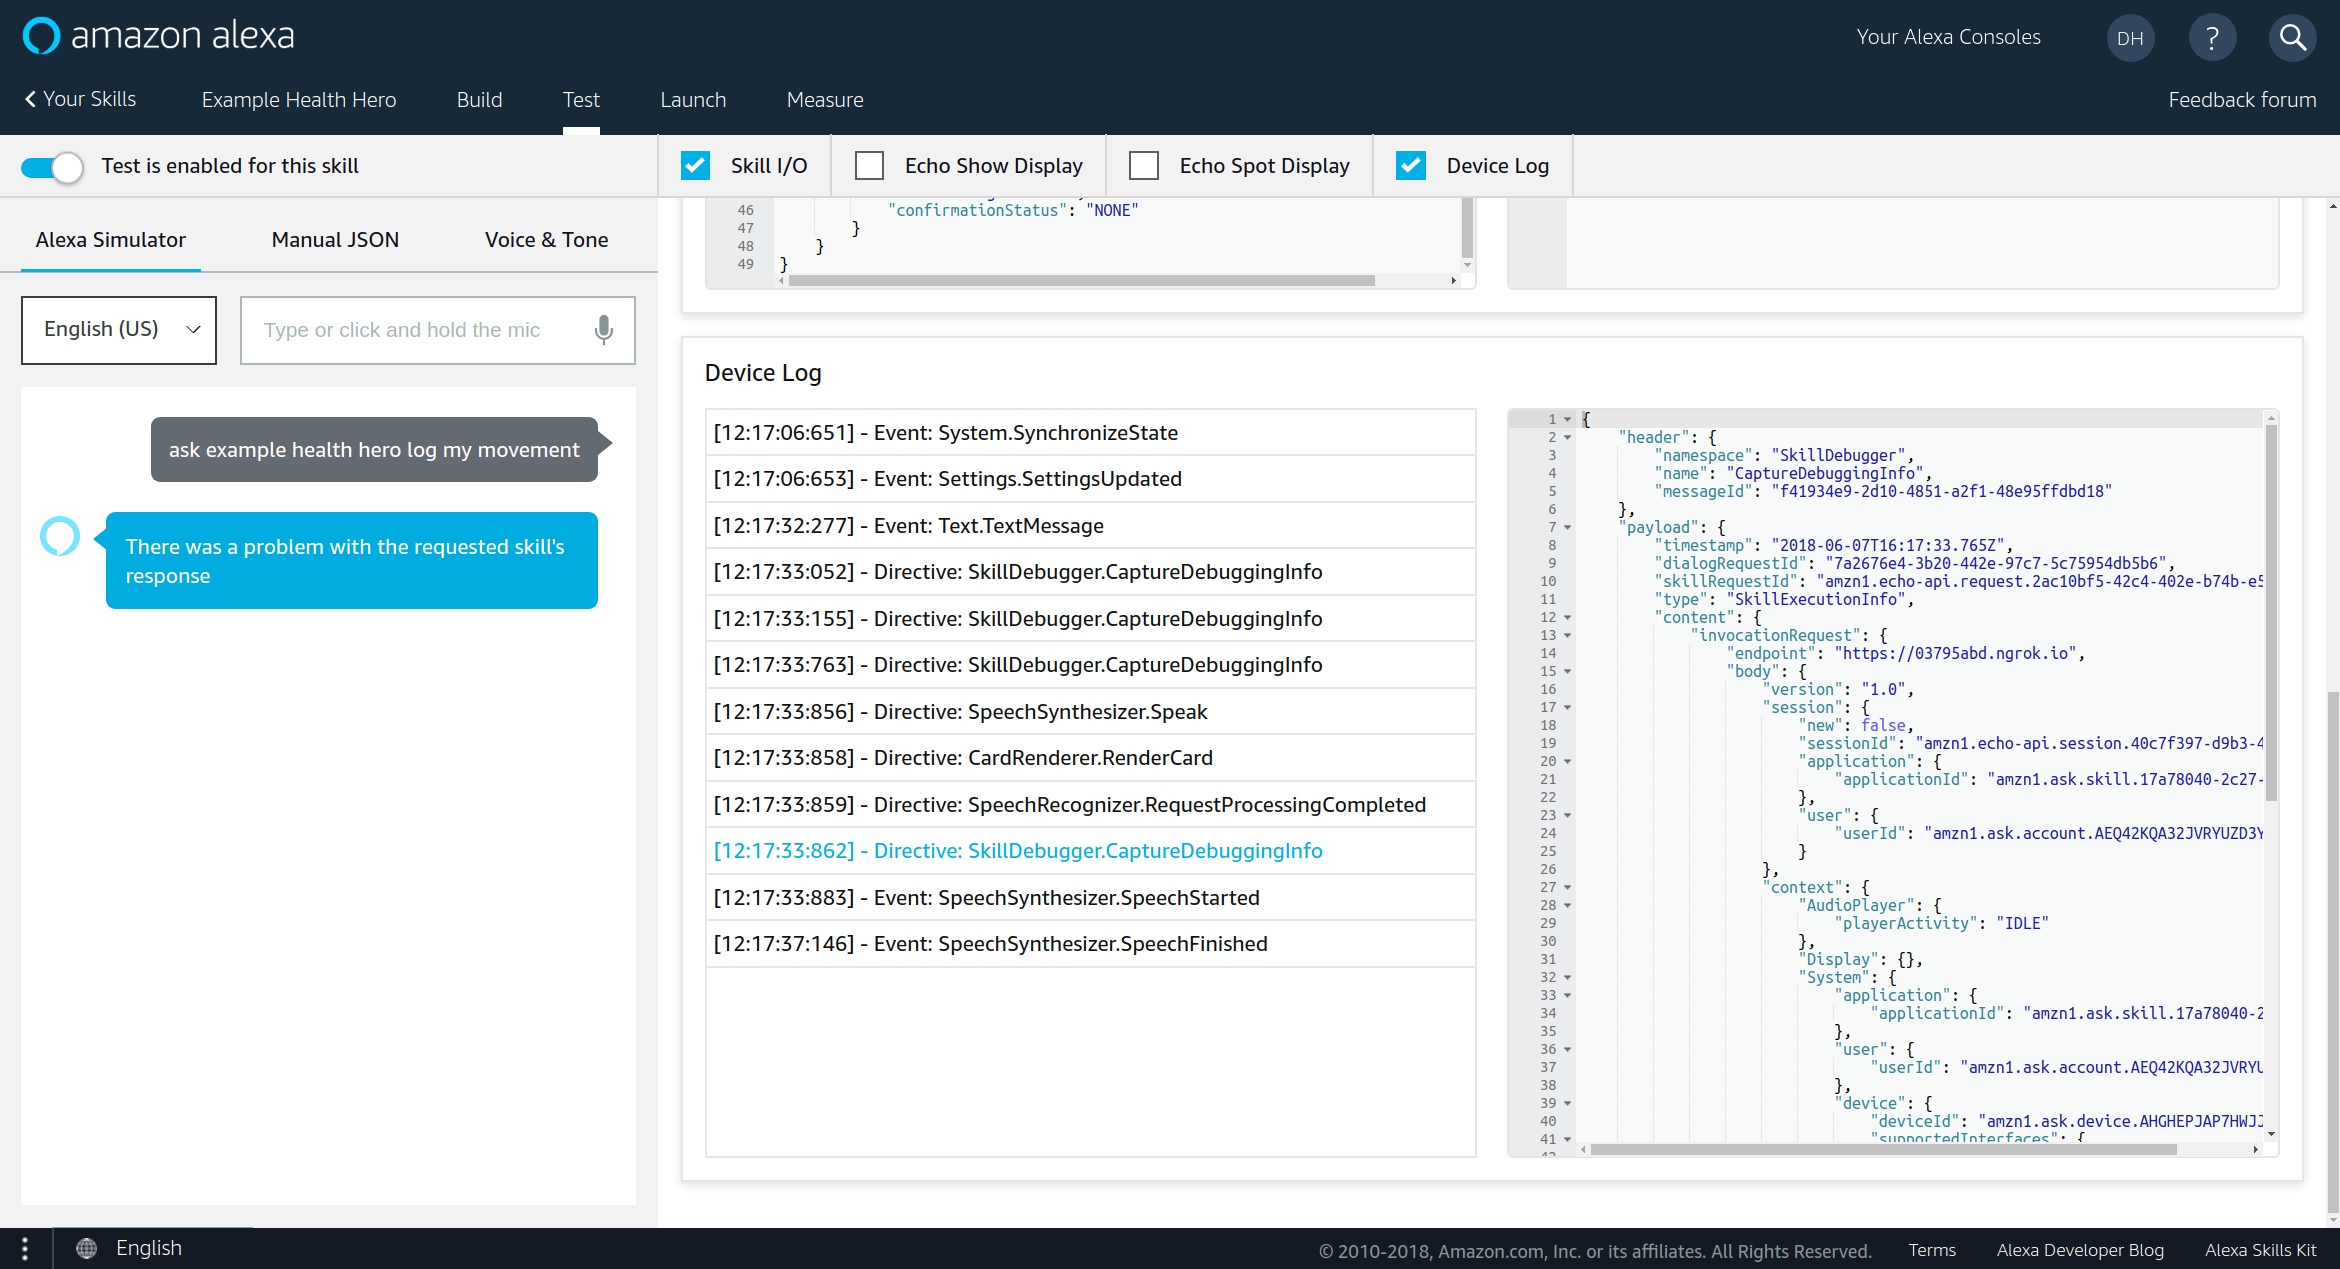 amazon alexa
Your Alexa Consoles
DH
?
Your Skills
Example Health Hero
Build
Test
Launch
Measure
Feedback forum
Test is enabled for this skill
Skill I/O
Echo Show Display
Echo Spot Display
Device Log
Alexa Simulator
Manual JSON
Voice & Tone
English (US)
Type or click and hold the mic
ask example health hero log my movement
There was a problem with the requested skill's
response
46 "confirmationStatus": "NONE"
47 }
48 }
49 }
Device Log
[12:17:06:651] - Event: System.SynchronizeState
[12:17:06:653] - Event: Settings.SettingsUpdated
[12:17:32:277] - Event: Text.TextMessage
[12:17:33:052] - Directive: SkillDebugger.CaptureDebuggingInfo
[12:17:33:155] - Directive: SkillDebugger.CaptureDebuggingInfo
[12:17:33:763] - Directive: SkillDebugger.CaptureDebuggingInfo
[12:17:33:856] - Directive: SpeechSynthesizer.Speak
[12:17:33:858] - Directive: CardRenderer.RenderCard
[12:17:33:859] - Directive: SpeechRecognizer.RequestProcessingCompleted
[12:17:33:862] - Directive: SkillDebugger.CaptureDebuggingInfo
[12:17:33:883] - Event: SpeechSynthesizer.SpeechStarted
[12:17:37:146] - Event: SpeechSynthesizer.SpeechFinished
1 {
2 "header": {
3 "namespace": "SkillDebugger",
4 "name": "CaptureDebuggingInfo",
5 "messageId": "f41934e9-2d10-4851-a2f1-48e95ffdbd18"
6 },
7 "payload": {
8 "timestamp": "2018-06-07T16:17:33.765Z",
9 "dialogRequestId": "7a2676e4-3b20-442e-97c7-5c75954db5b6",
10 "skillRequestId": "amzn1.echo-api.request.2ac10bf5-42c4-402e-b74b-e5
11 "type": "SkillExecutionInfo",
12 "content": {
13 "invocationRequest": {
14 "endpoint": "https://03795abd.ngrok.io",
15 "body": {
16 "version": "1.0",
17 "session": {
18 "new": false,
19 "sessionId": "amzn1.echo-api.session.40c7f397-d9b3-4
20 "application": {
21 "applicationId": "amzn1.ask.skill.17a78040-2c27-
22 },
23 "user": {
24 "userId": "amzn1.ask.account.AEQ42KQA32JVRYUZD3Y
25 }
26 },
27 "context": {
28 "AudioPlayer": {
29 "playerActivity": "IDLE"
30 },
31 "Display": {},
32 "System": {
33 "application": {
34 "applicationId": "amzn1.ask.skill.17a78040-2
35 },
36 "user": {
37 "userId": "amzn1.ask.account.AEQ42KQA32JVRYU
38 },
39 "device": {
40 "deviceId": "amzn1.ask.device.AHGHEPJAP7HWJJ
41 "supportedInterfaces": {
English
© 2010-2018, Amazon.com, Inc. or its affiliates. All Rights Reserved.
Terms
Alexa Developer Blog
Alexa Skills Kit